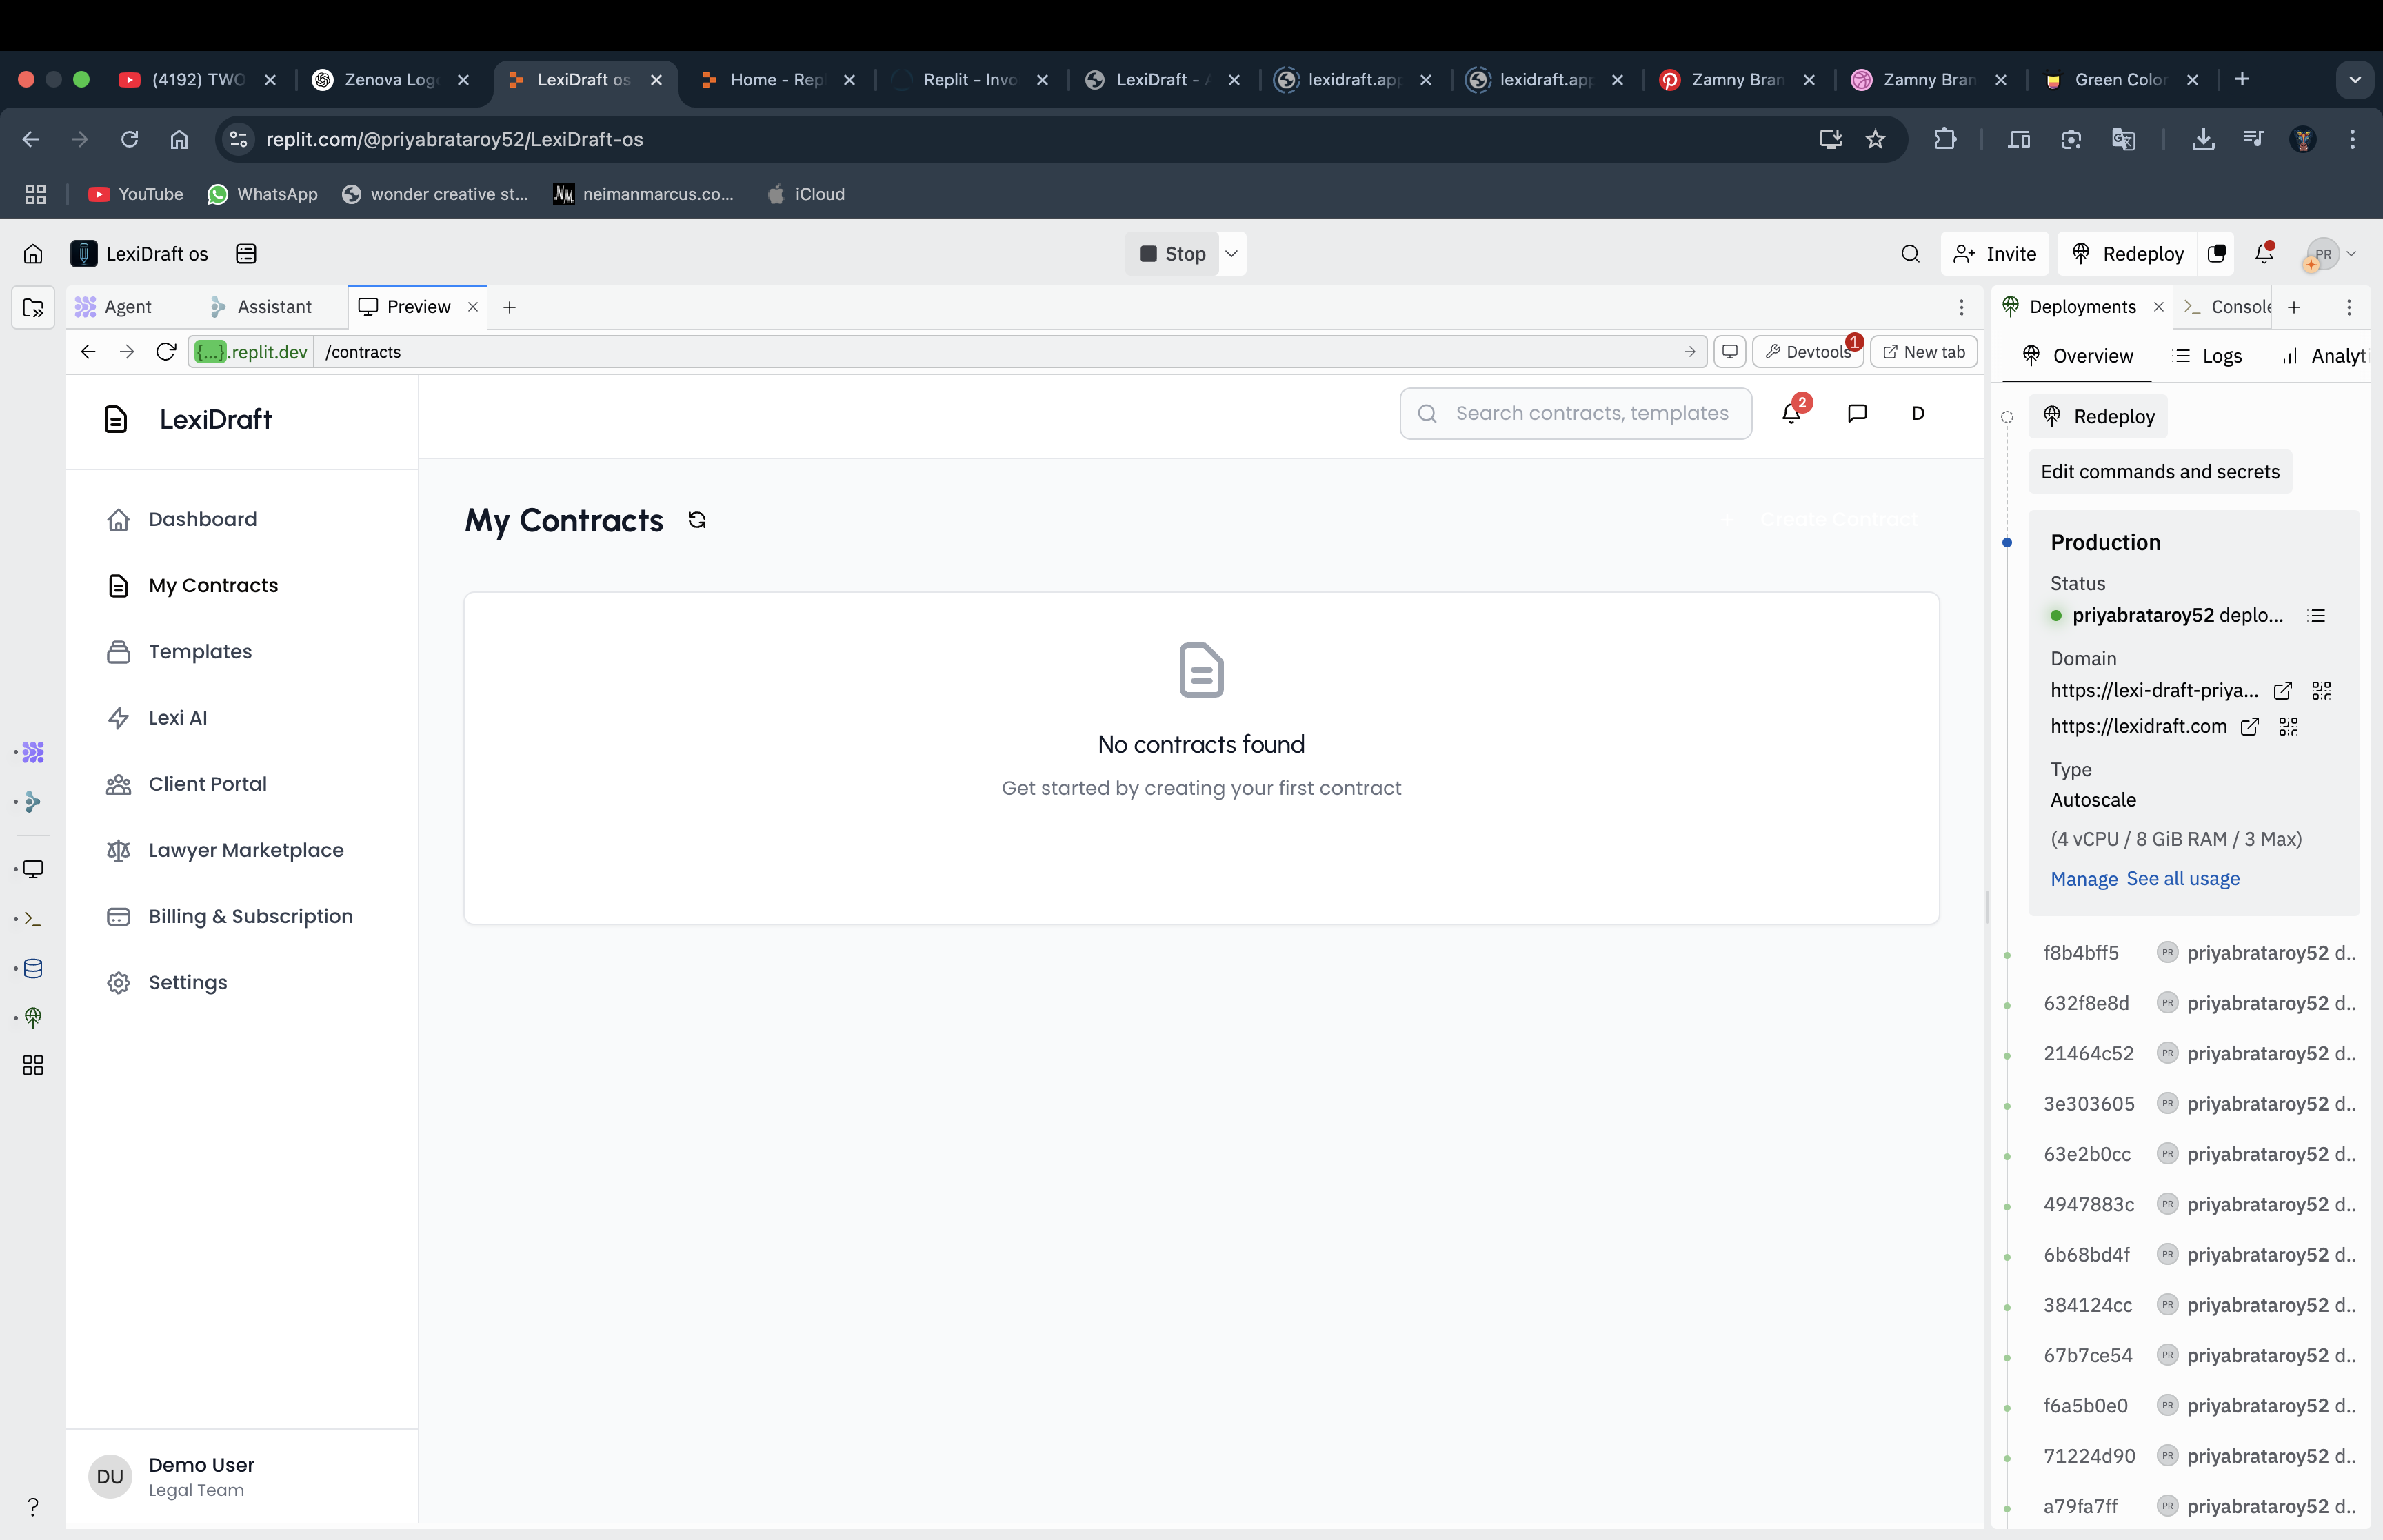 (4192) TWO
Zenova Log
LexiDraft os
Home - Rep
Replit - Invo
LexiDraft - A
lexidraft.app
lexidraft.app
Zamny Bran
Zamny Bran
Green Color
replit.com/@priyabrataroy52/LexiDraft-os
YouTube
WhatsApp
wonder creative st...
neimanmarcus.co...
iCloud
LexiDraft os
Stop
Invite
Redeploy
PR
Agent
Assistant
Preview
Deployments
Console
{...}.replit.dev
/contracts
Devtools
1
New tab
Overview
Logs
Analyti
LexiDraft
Search contracts, templates
2
D
Dashboard
My Contracts
Templates
Lexi AI
Client Portal
Lawyer Marketplace
Billing & Subscription
Settings
DU
Demo User
Legal Team
My Contracts
Create Contract
No contracts found
Get started by creating your first contract
Redeploy
Edit commands and secrets
Production
Status
priyabrataroy52 deplo...
Domain
https://lexi-draft-priya...
https://lexidraft.com
Type
Autoscale
(4 vCPU / 8 GiB RAM / 3 Max)
Manage See all usage
f8b4bff5 PR priyabrataroy52 d..
632f8e8d PR priyabrataroy52 d..
21464c52 PR priyabrataroy52 d..
3e303605 PR priyabrataroy52 d..
63e2b0cc PR priyabrataroy52 d..
4947883c PR priyabrataroy52 d..
6b68bd4f PR priyabrataroy52 d..
384124cc PR priyabrataroy52 d..
67b7ce54 PR priyabrataroy52 d..
f6a5b0e0 PR priyabrataroy52 d..
71224d90 PR priyabrataroy52 d..
a79fa7ff PR priyabrataroy52 d..
?